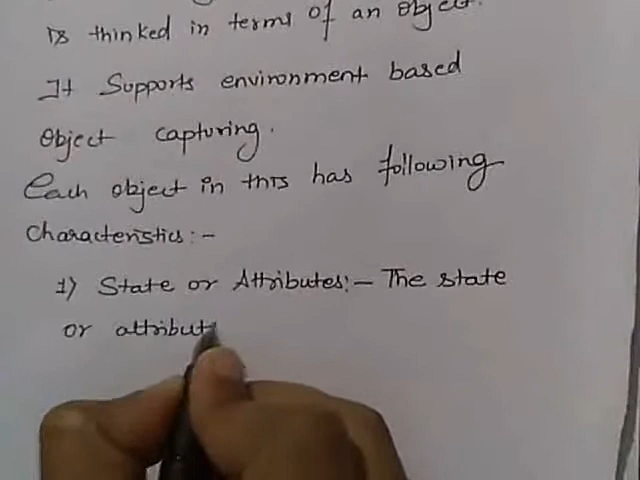 is thinked in terms of an object.
It Supports environment based
Object capturing.
Each object in this has following
Characteristics:-
1) State or Attributes:- The state
or attribut